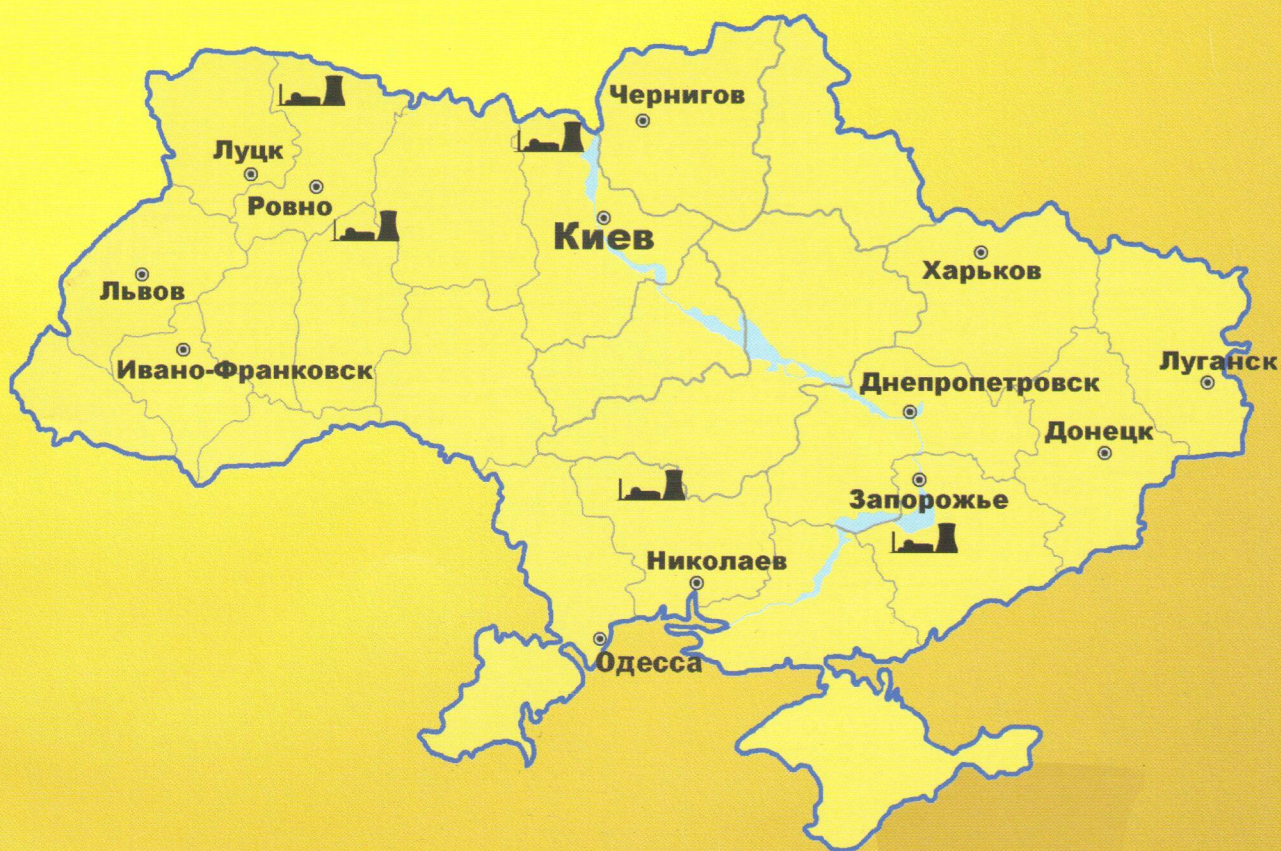 Чернигов
Луцк
Ровно
Киев
Харьков
Львов
Ивано-Франковск
Луганск
Днепропетровск
Донецк
Запорожье
Николаев
Одесса